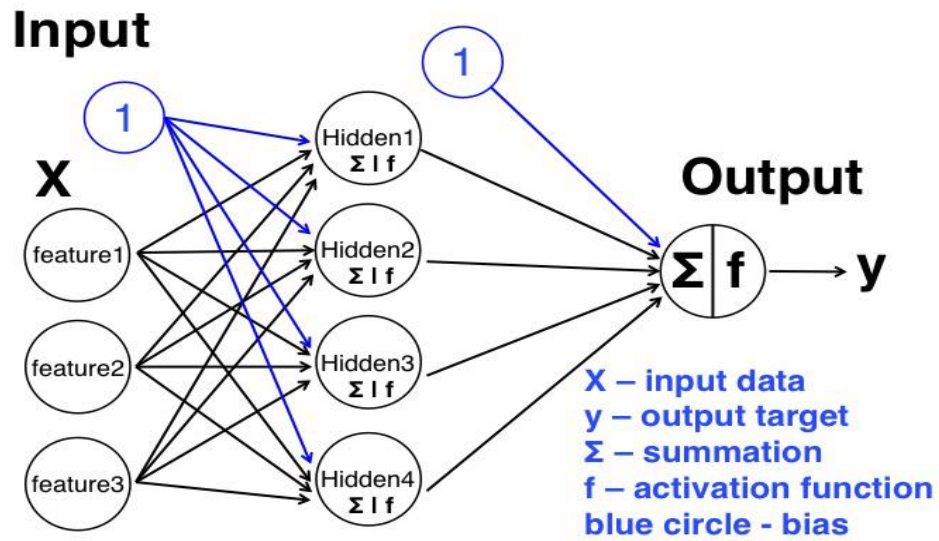 Input
1
1
X
Output
feature1
feature2
feature3
Hidden1
Σ | f
Hidden2
Σ | f
Hidden3
Σ | f
Hidden4
Σ | f
Σ | f
y
X – input data
y – output target
Σ – summation
f – activation function
blue circle - bias